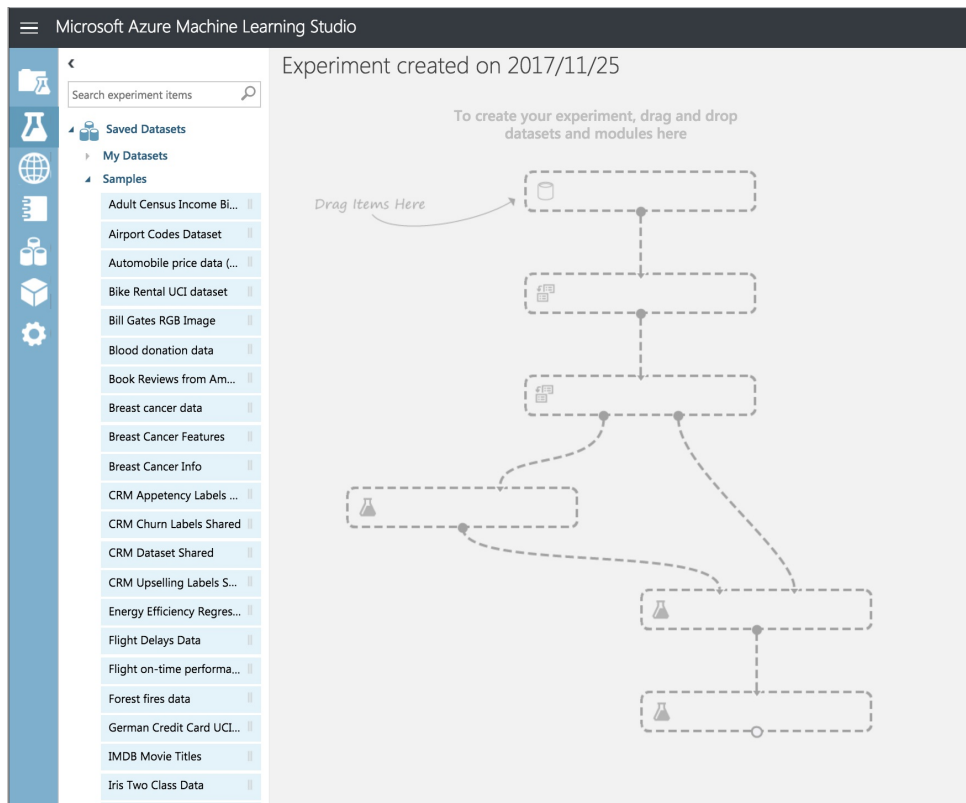 Microsoft Azure Machine Learning Studio
Search experiment items
Saved Datasets
My Datasets
Samples
Adult Census Income Bi...
Airport Codes Dataset
Automobile price data (...
Bike Rental UCI dataset
Bill Gates RGB Image
Blood donation data
Book Reviews from Am...
Breast cancer data
Breast Cancer Features
Breast Cancer Info
CRM Appetency Labels ...
CRM Churn Labels Shared
CRM Dataset Shared
CRM Upselling Labels S...
Energy Efficiency Regres...
Flight Delays Data
Flight on-time performa...
Forest fires data
German Credit Card UCI...
IMDB Movie Titles
Iris Two Class Data
Experiment created on 2017/11/25
To create your experiment, drag and drop
datasets and modules here
Drag Items Here